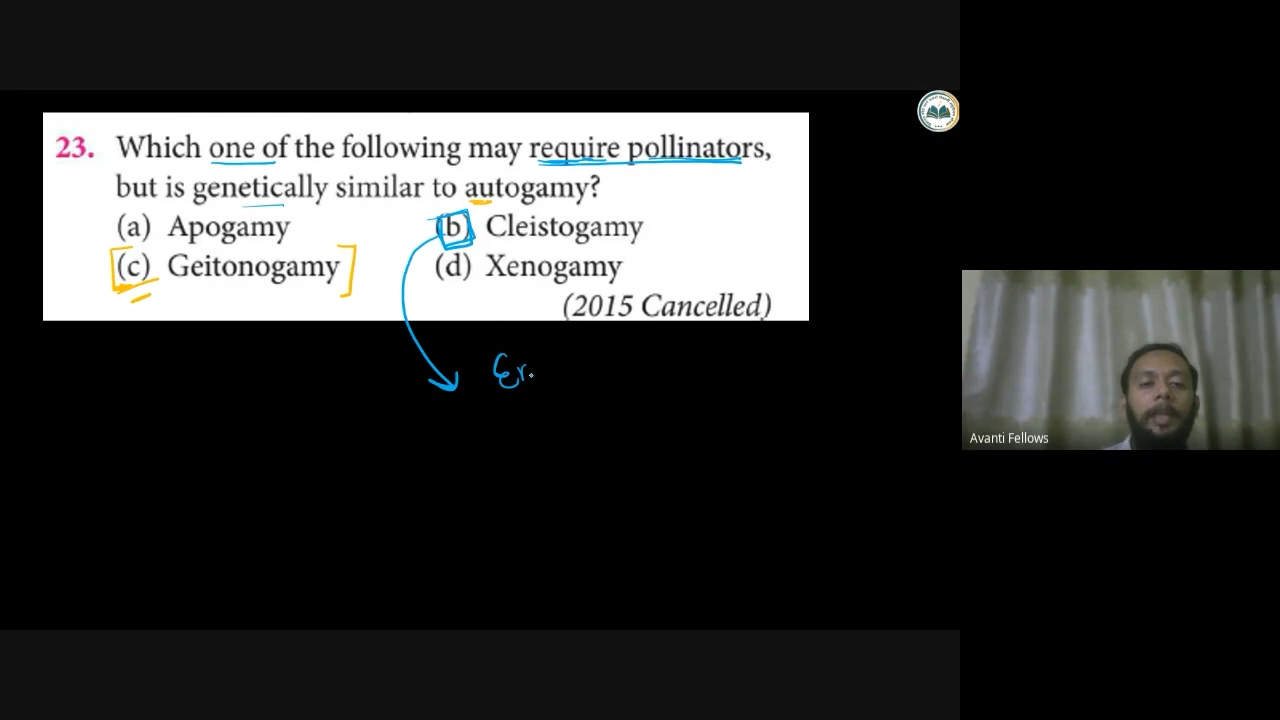 23. Which one of the following may require pollinators,
but is genetically similar to autogamy?
(a) Apogamy (b) Cleistogamy
(c) Geitonogamy (d) Xenogamy
(2015 Cancelled)
Avanti Fellows